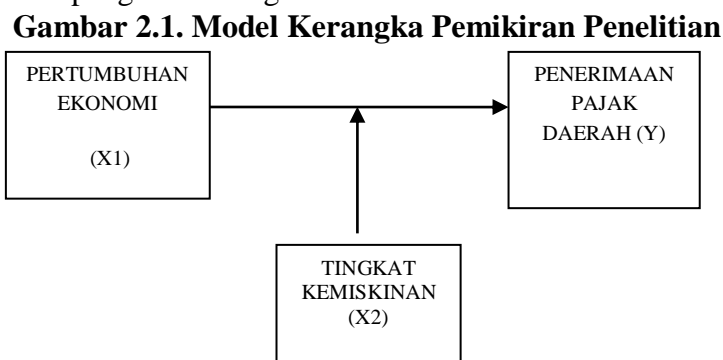 Gambar 2.1. Model Kerangka Pemikiran Penelitian
PERTUMBUHAN
EKONOMI
(X1)
PENERIMAAN
PAJAK
DAERAH (Y)
TINGKAT
KEMISKINAN
(X2)